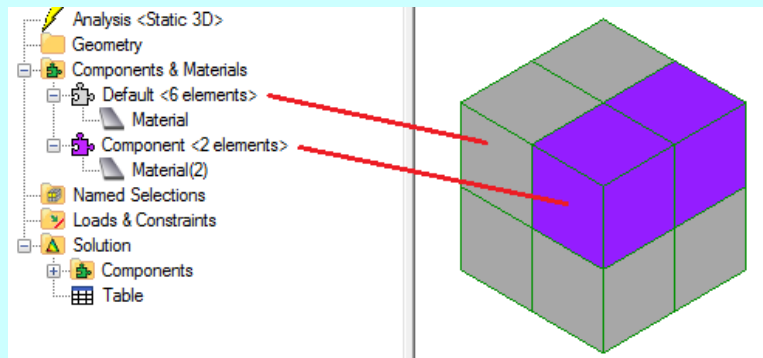 Analysis <Static 3D>
Geometry
Components & Materials
Default <6 elements>
Material
Component <2 elements>
Material(2)
Named Selections
Loads & Constraints
Solution
Components
Table